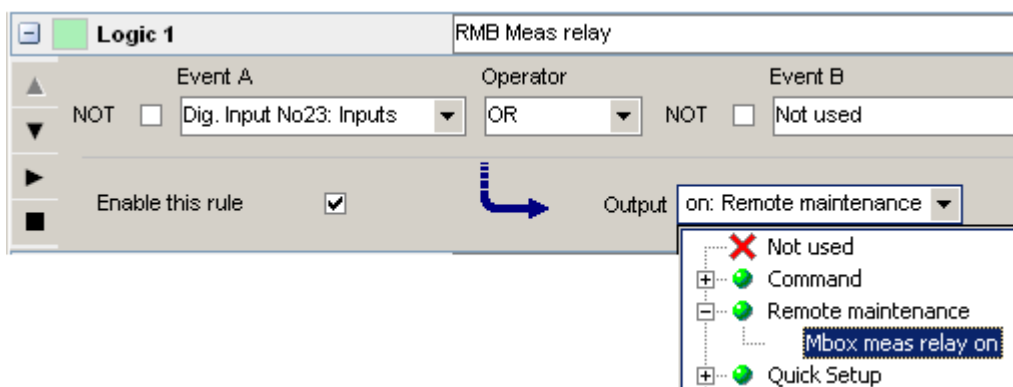 Logic 1 RMB Meas relay
Event A Operator Event B
NOT Dig. Input No23: Inputs OR NOT Not used
Enable this rule Output on: Remote maintenance
Not used
Command
Remote maintenance
Mbox meas relay on
Quick Setup